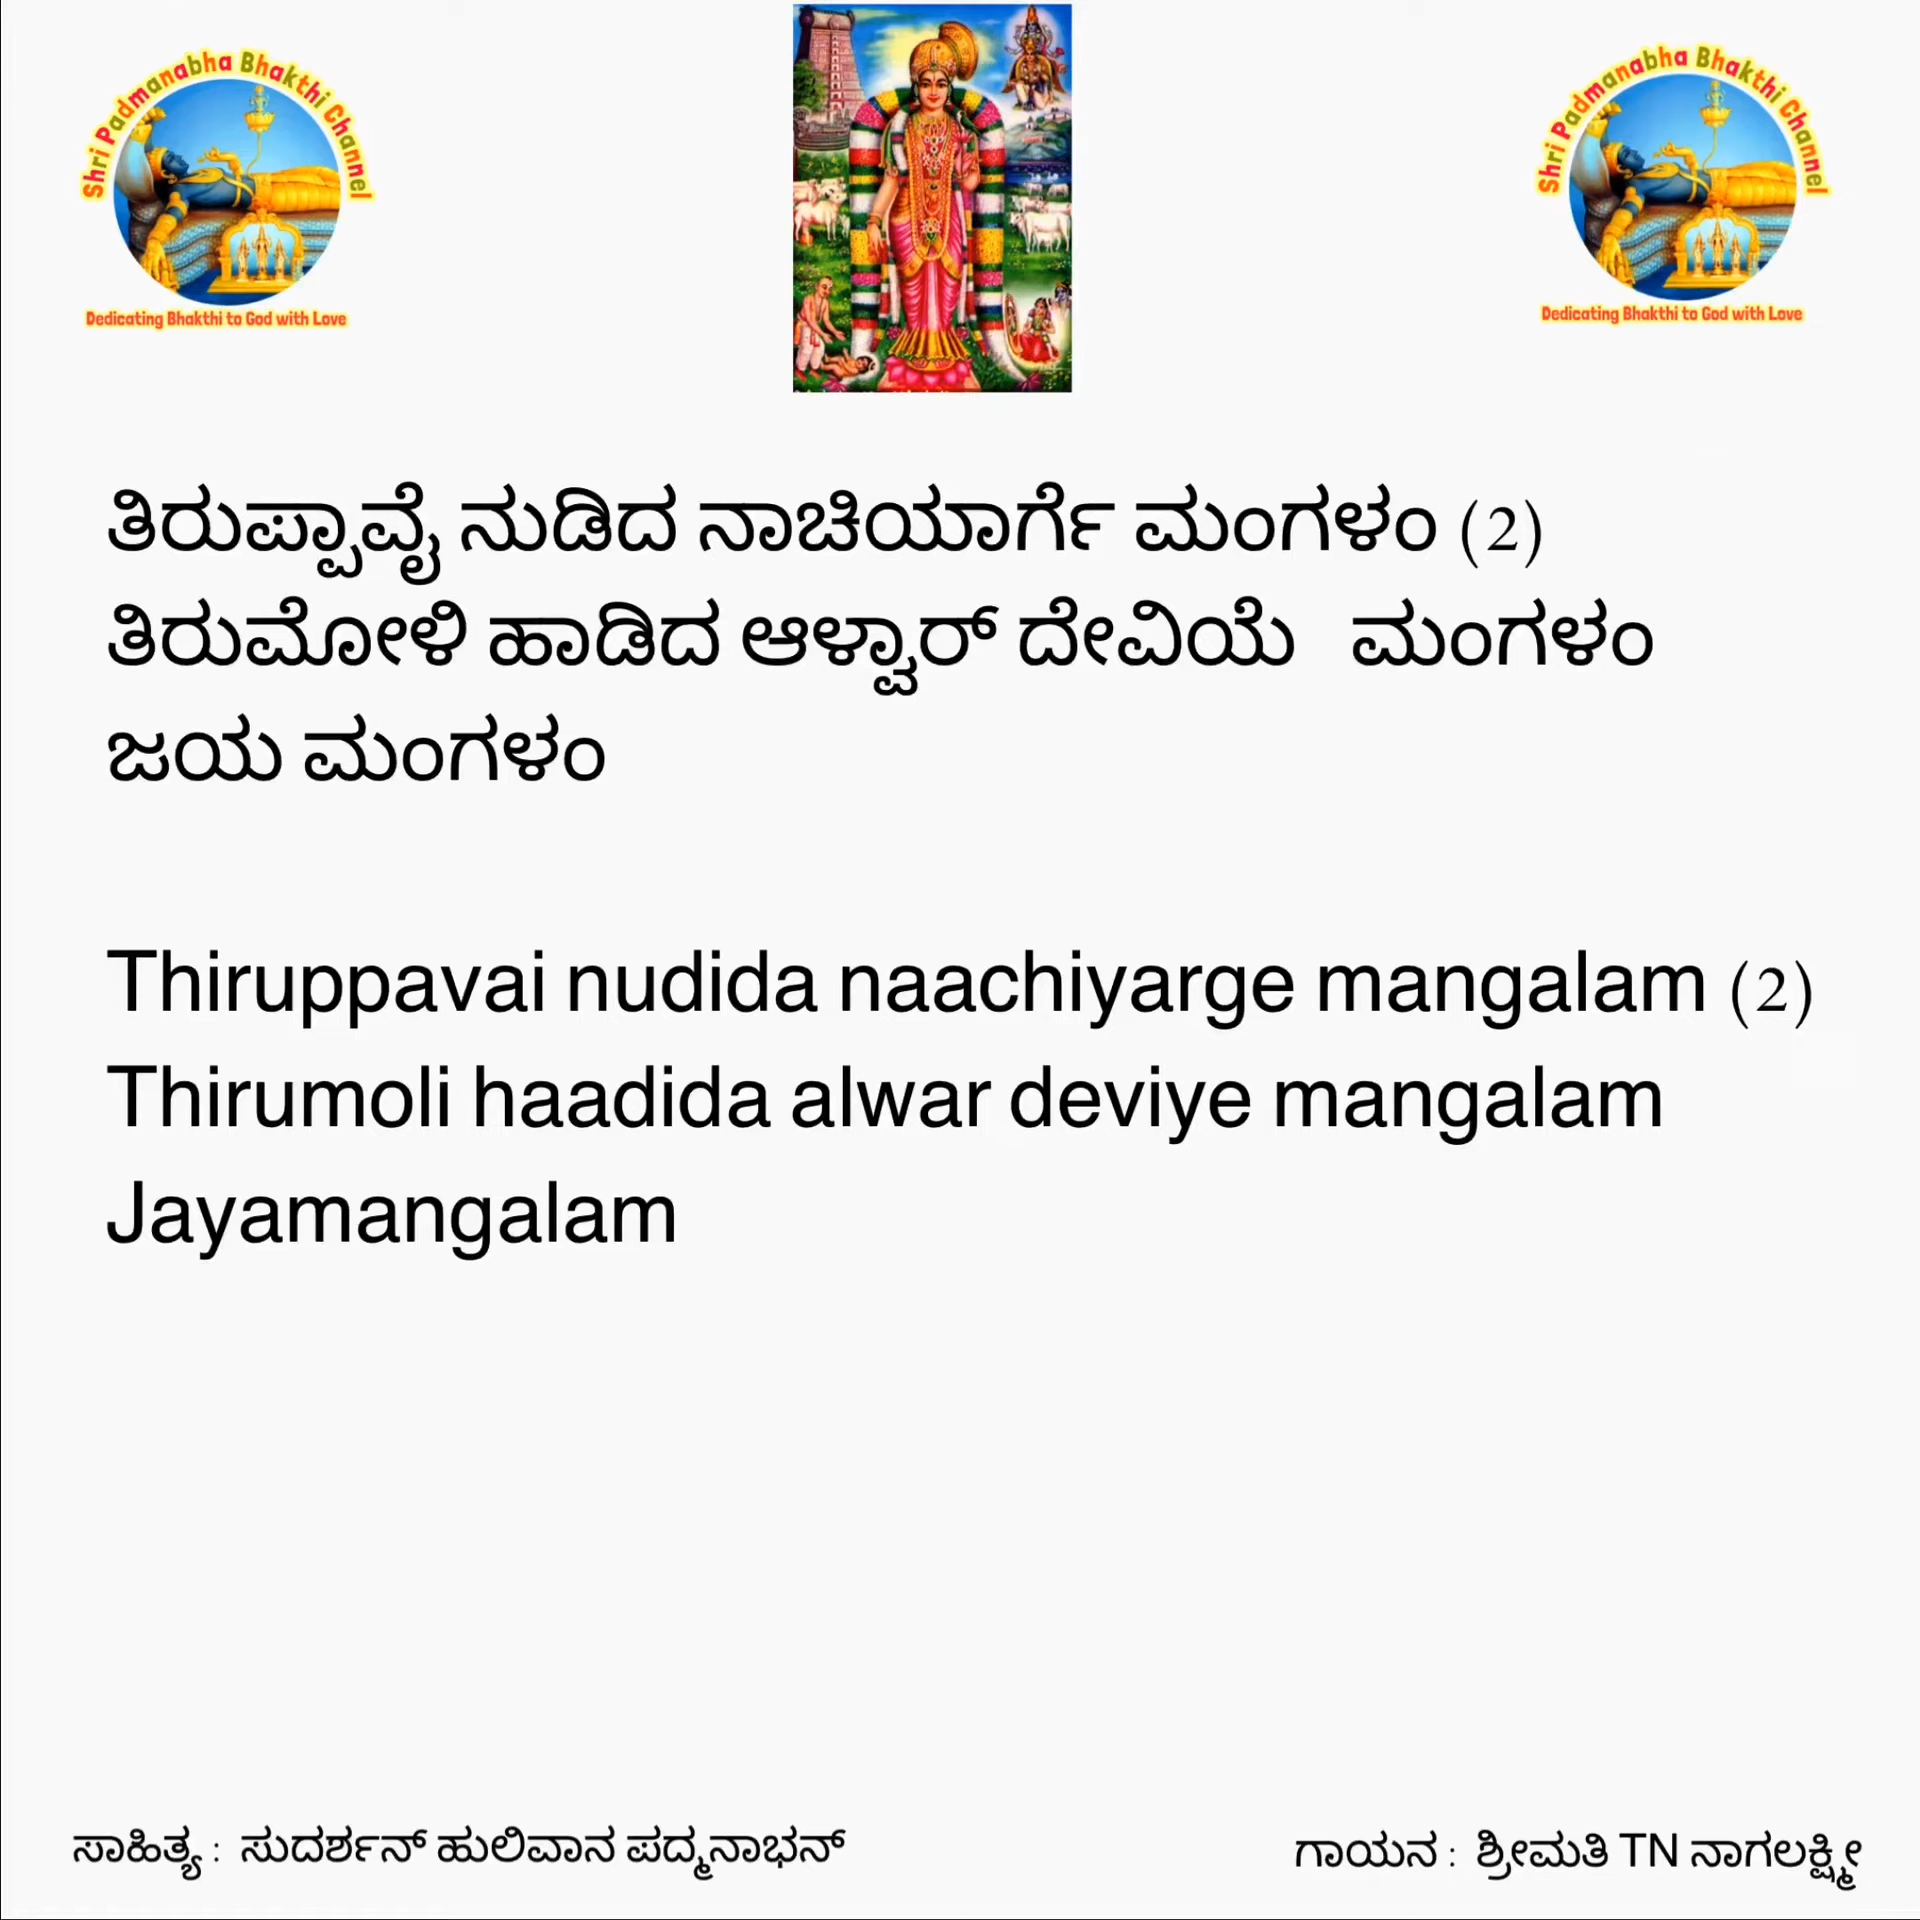 Shri Padmanabha Bhakthi Channel
Dedicating Bhakthi to God with Love
Shri Padmanabha Bhakthi Channel
Dedicating Bhakthi to God with Love
ತಿರುಪ್ಪಾವೈ ನುಡಿದ ನಾಚಿಯಾರ್ಗೆ ಮಂಗಳಂ (2)
ತಿರುಮೋಳಿ ಹಾಡಿದ ಆಳ್ವಾರ್ ದೇವಿಯೆ ಮಂಗಳಂ
ಜಯ ಮಂಗಳಂ
Thiruppavai nudida naachiyarge mangalam (2)
Thirumoli haadida alwar deviye mangalam
Jayamangalam
ಸಾಹಿತ್ಯ : ಸುದರ್ಶನ್ ಹುಲಿವಾನ ಪದ್ಮನಾಭನ್
ಗಾಯನ : ಶ್ರೀಮತಿ TN ನಾಗಲಕ್ಷ್ಮೀ